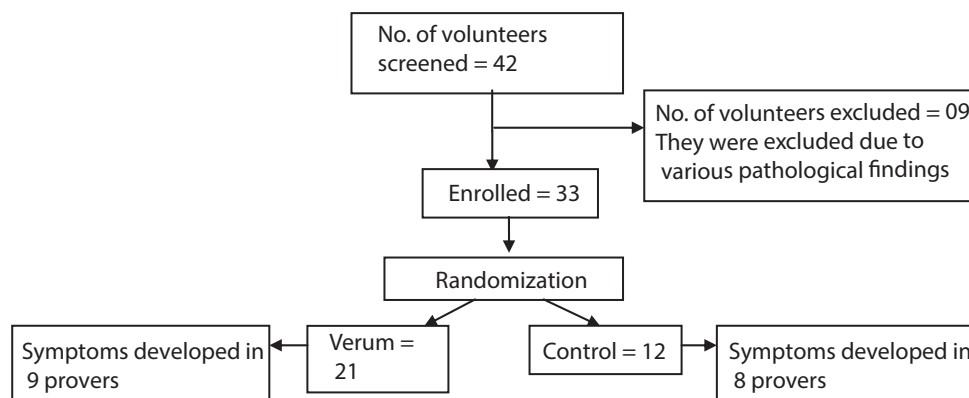 No. of volunteers
screened = 42
No. of volunteers excluded = 09
They were excluded due to
various pathological findings
Enrolled = 33
Randomization
Symptoms developed in
9 provers
Verum =
21
Control = 12
Symptoms developed in
8 provers